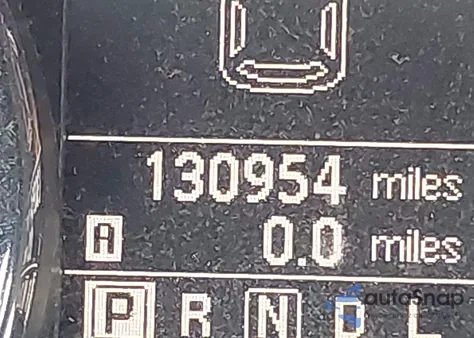 130954 miles
A 0.0 miles
P R N D L
autoSnap